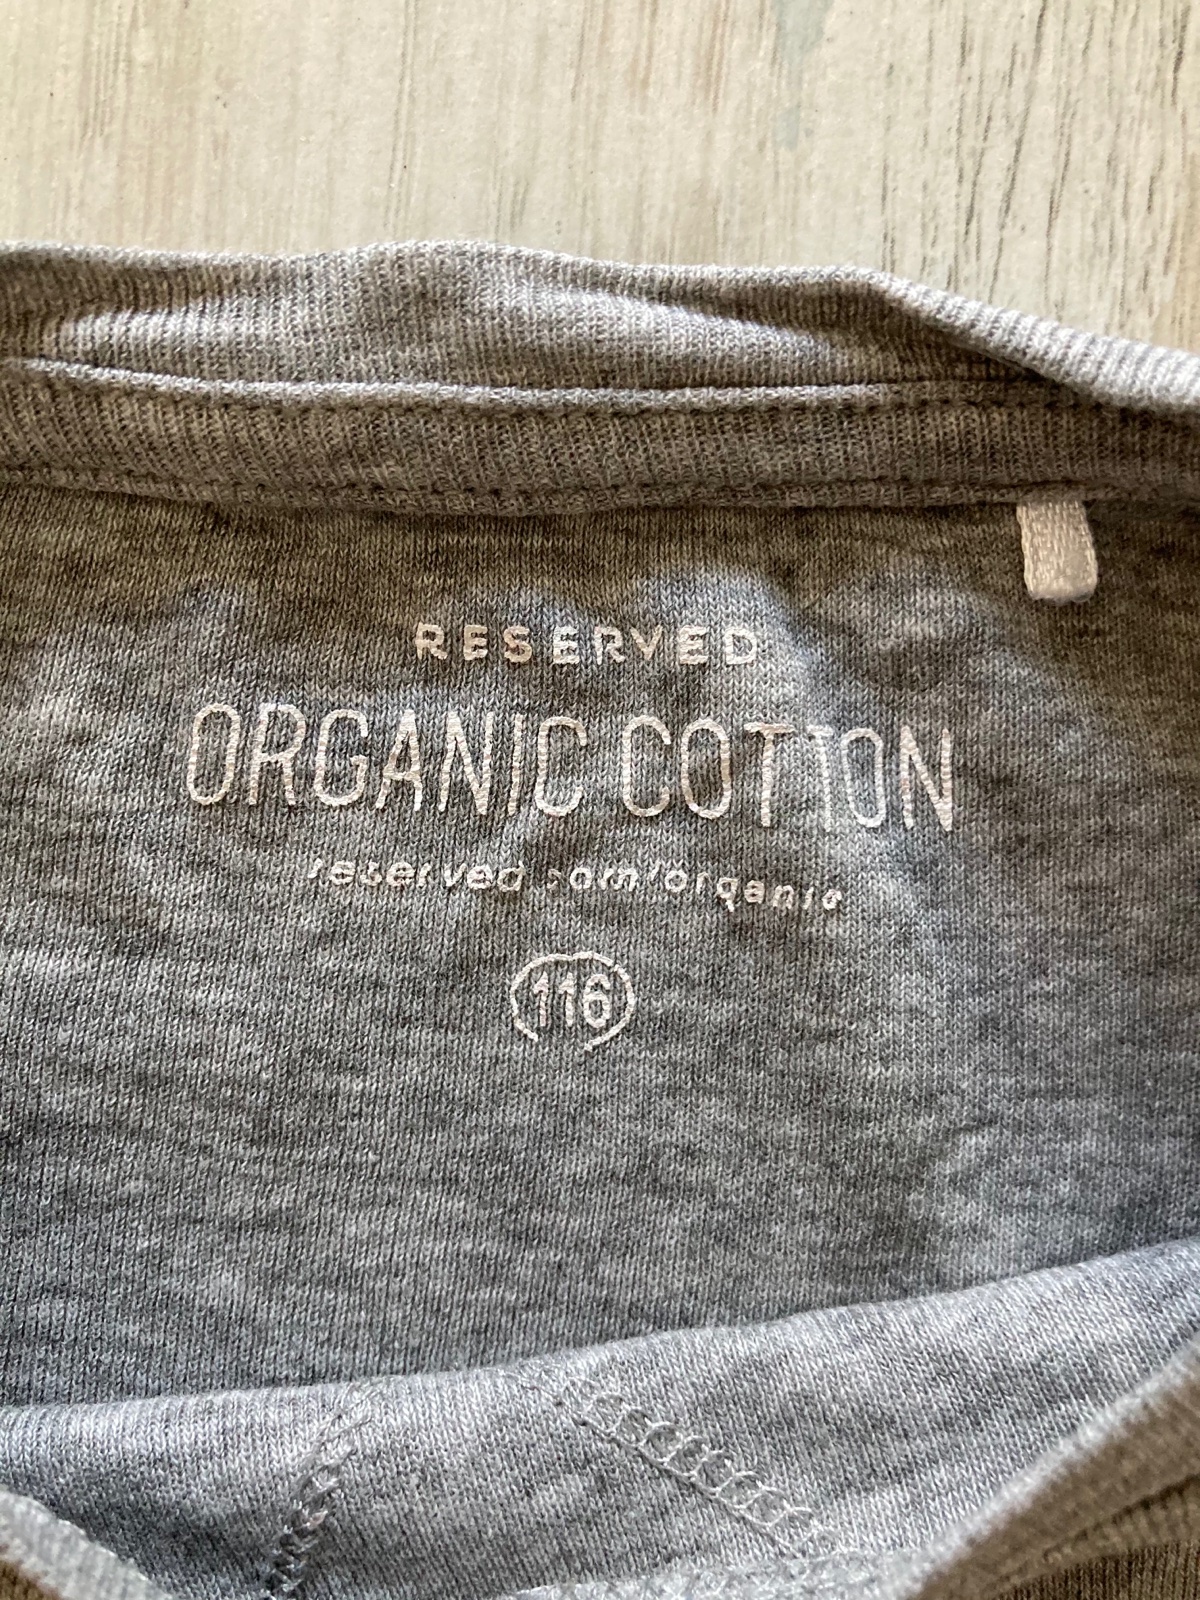 RESERVED
ORGANIC COTTON
reserved.com/organic
116